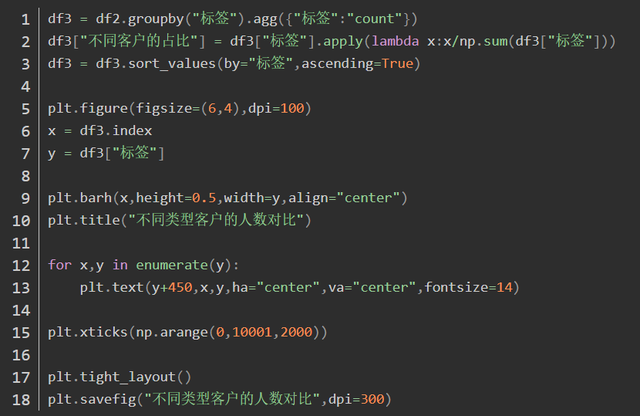 1 df3 = df2.groupby("标签").agg({"标签":"count"})
2 df3["不同客户的占比"] = df3["标签"].apply(lambda x:x/np.sum(df3["标签"]))
3 df3 = df3.sort_values(by="标签",ascending=True)
4
5 plt.figure(figsize=(6,4),dpi=100)
6 x = df3.index
7 y = df3["标签"]
8
9 plt.barh(x,height=0.5,width=y,align="center")
10 plt.title("不同类型客户的人数对比")
11
12 for x,y in enumerate(y):
13     plt.text(y+450,x,y,ha="center",va="center",fontsize=14)
14
15 plt.xticks(np.arange(0,10001,2000))
16
17 plt.tight_layout()
18 plt.savefig("不同类型客户的人数对比",dpi=300)